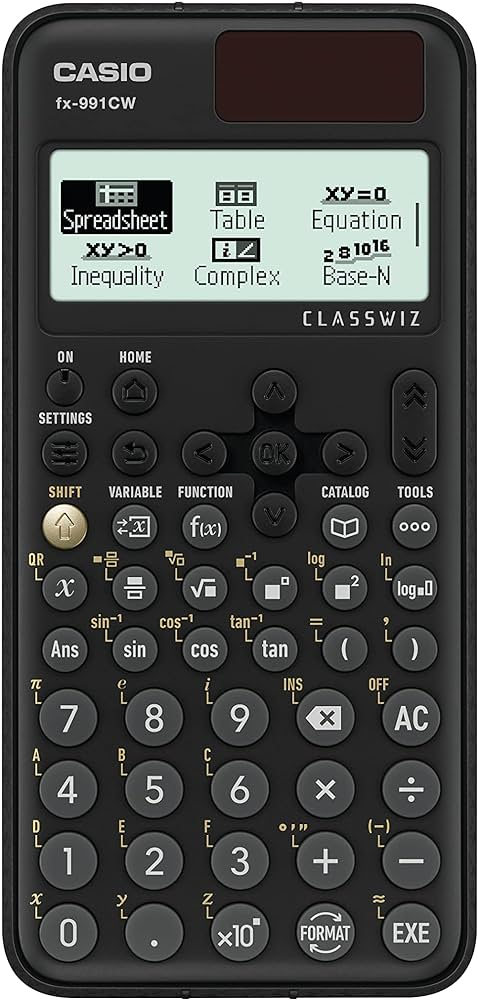 CASIO
fx-991CW
Spreadsheet Table Equation
XY=0
XY>0 i 2 8 10 16
Inequality Complex Base-N
CLASSWIZ
ON HOME
SETTINGS
OK
SHIFT VARIABLE FUNCTION CATALOG TOOLS
x f(x)
QR √ -1 log ln
x √ 2 log
sin-1 cos-1 tan-1 = ,
Ans sin cos tan ( )
π e i INS OFF
7 8 9 AC
A B C
4 5 6 × ÷
D E F ° ′ ″ (−)
1 2 3 + −
x y z ≈
0 . ×10 FORMAT EXE